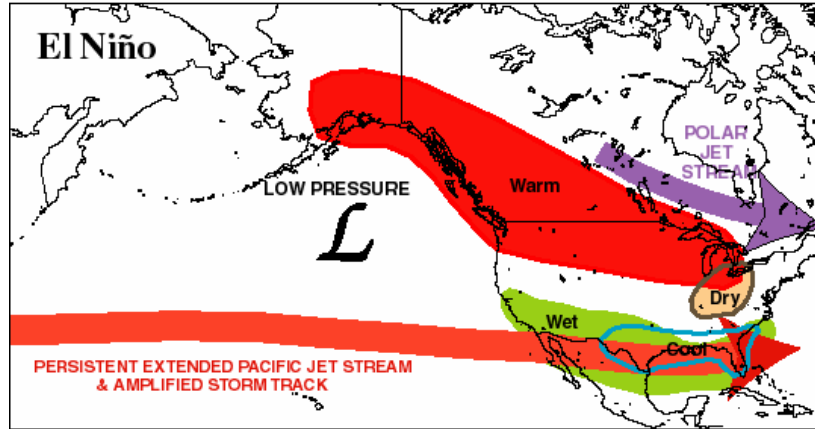 El Niño
POLAR
JET
STREAM
LOW PRESSURE
L
Warm
Dry
Wet
Cool
PERSISTENT EXTENDED PACIFIC JET STREAM
& AMPLIFIED STORM TRACK